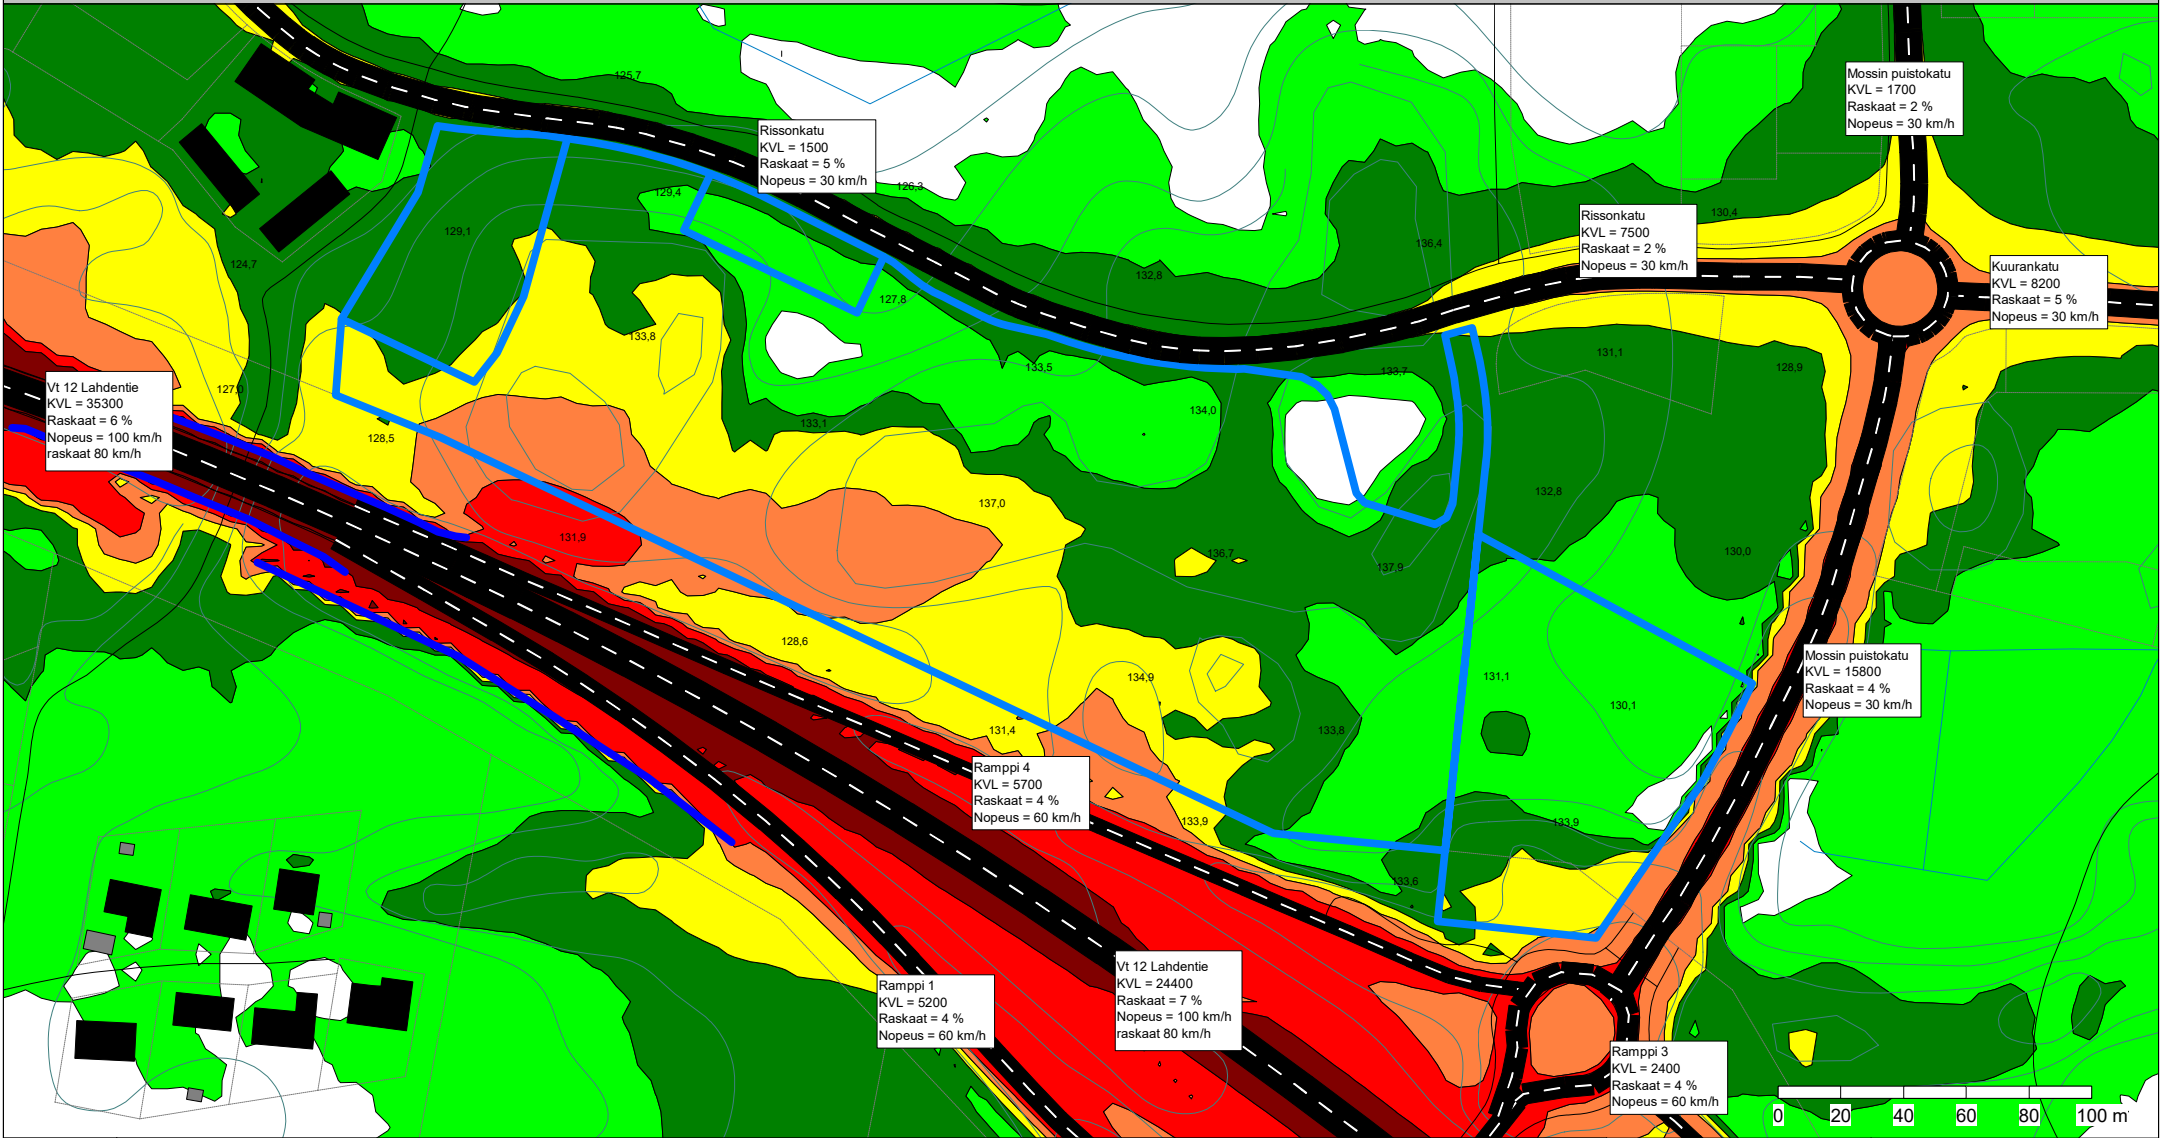 125,7
Mossin puistokatu
KVL = 1700
Raskaat = 2 %
Nopeus = 30 km/h
Rissonkatu
KVL = 1500
Raskaat = 5 %
Nopeus = 30 km/h
129,4
126,3
130,4
129,1
Rissonkatu
KVL = 7500
Raskaat = 2 %
Nopeus = 30 km/h
136,4
124,7
132,8
Kuurankatu
KVL = 8200
Raskaat = 5 %
Nopeus = 30 km/h
127,8
133,8
131,1
133,5
133,7
128,9
127,0
Vt 12 Lahdentie
KVL = 35300
Raskaat = 6 %
Nopeus = 100 km/h
raskaat 80 km/h
134,0
133,1
128,5
132,8
137,0
131,9
136,7
130,0
137,9
128,6
Mossin puistokatu
KVL = 15800
Raskaat = 4 %
Nopeus = 30 km/h
134,9
131,1
130,1
131,4
133,8
Ramppi 4
KVL = 5700
Raskaat = 4 %
Nopeus = 60 km/h
133,9
133,9
133,6
Vt 12 Lahdentie
KVL = 24400
Raskaat = 7 %
Nopeus = 100 km/h
raskaat 80 km/h
Ramppi 1
KVL = 5200
Raskaat = 4 %
Nopeus = 60 km/h
Ramppi 3
KVL = 2400
Raskaat = 4 %
Nopeus = 60 km/h
0 20 40 60 80 100 m